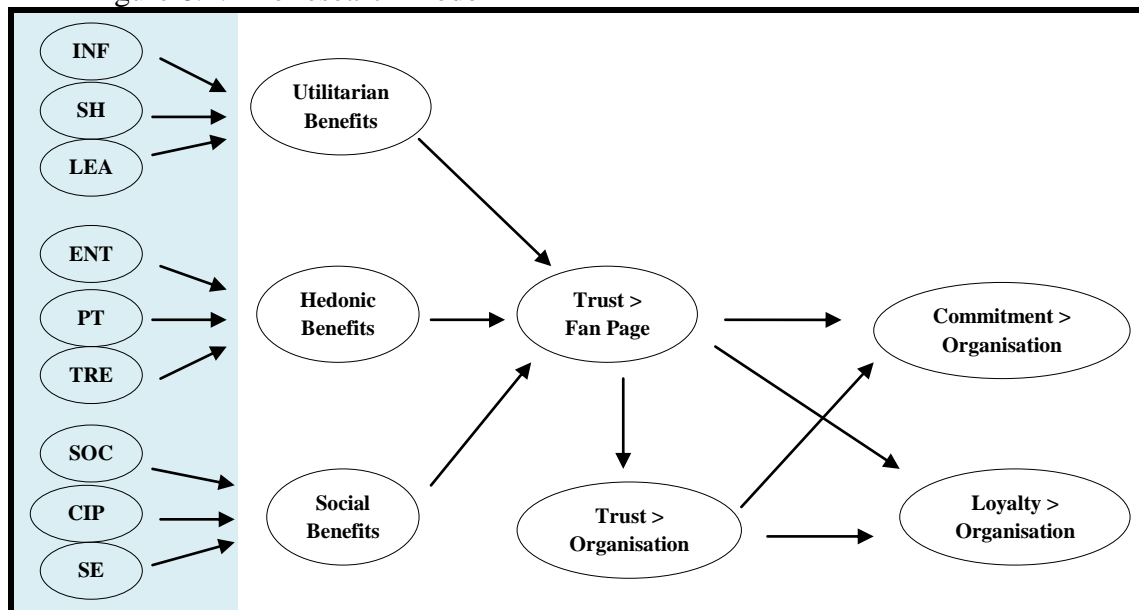 INF
SH
LEA
Utilitarian
Benefits
ENT
PT
TRE
Hedonic
Benefits
Trust >
Fan Page
Commitment >
Organisation
SOC
CIP
SE
Social
Benefits
Trust >
Organisation
Loyalty >
Organisation